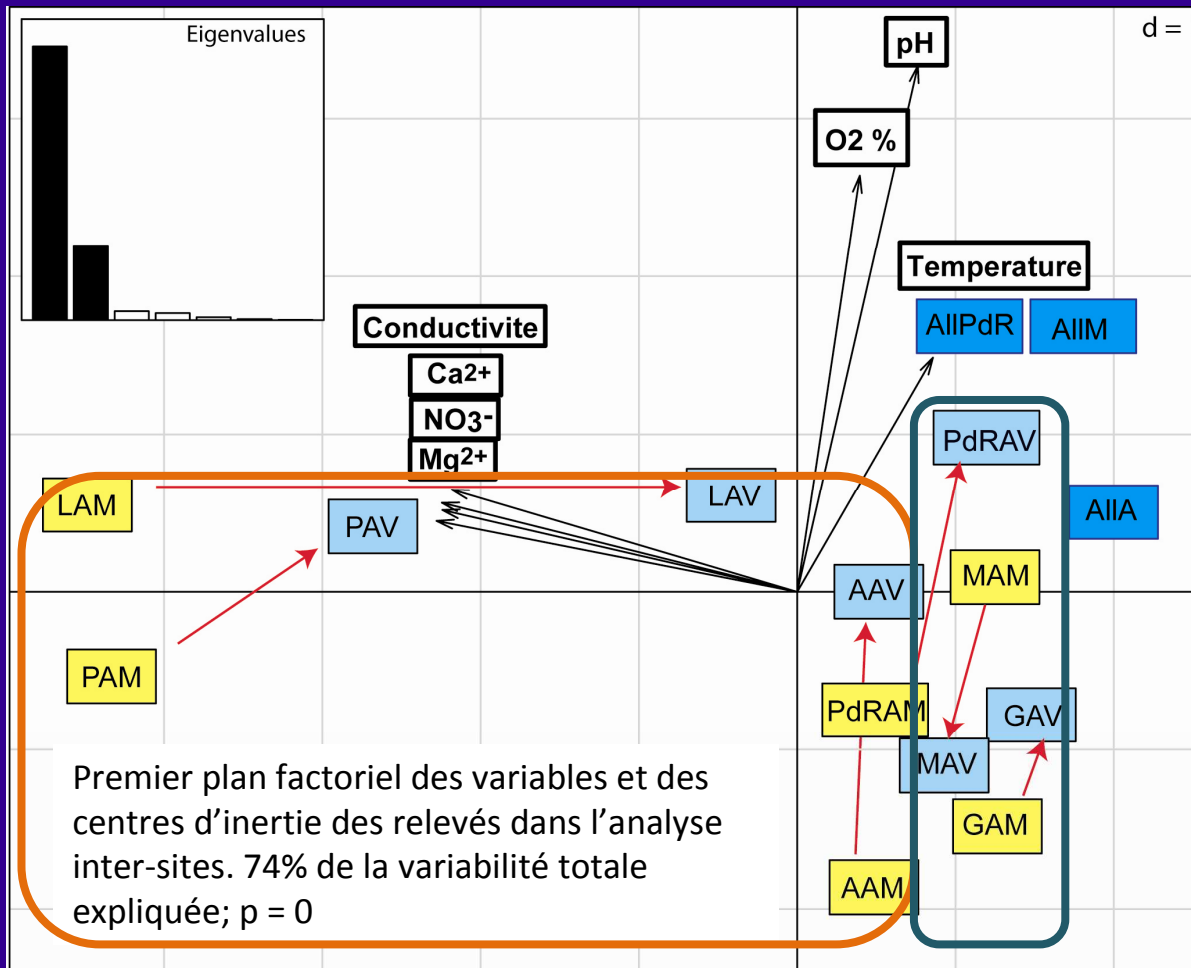 Eigenvalues
d =
pH
O2 %
Temperature
AllPdR
AllM
Conductivite
Ca2+
NO3-
Mg2+
PdRAV
LAM
LAV
PAV
AllA
AAV
MAM
PAM
PdRAM
GAV
MAV
GAM
AAM
Premier plan factoriel des variables et des
centres d’inertie des relevés dans l’analyse
inter-sites. 74% de la variabilité totale
expliquée; p = 0